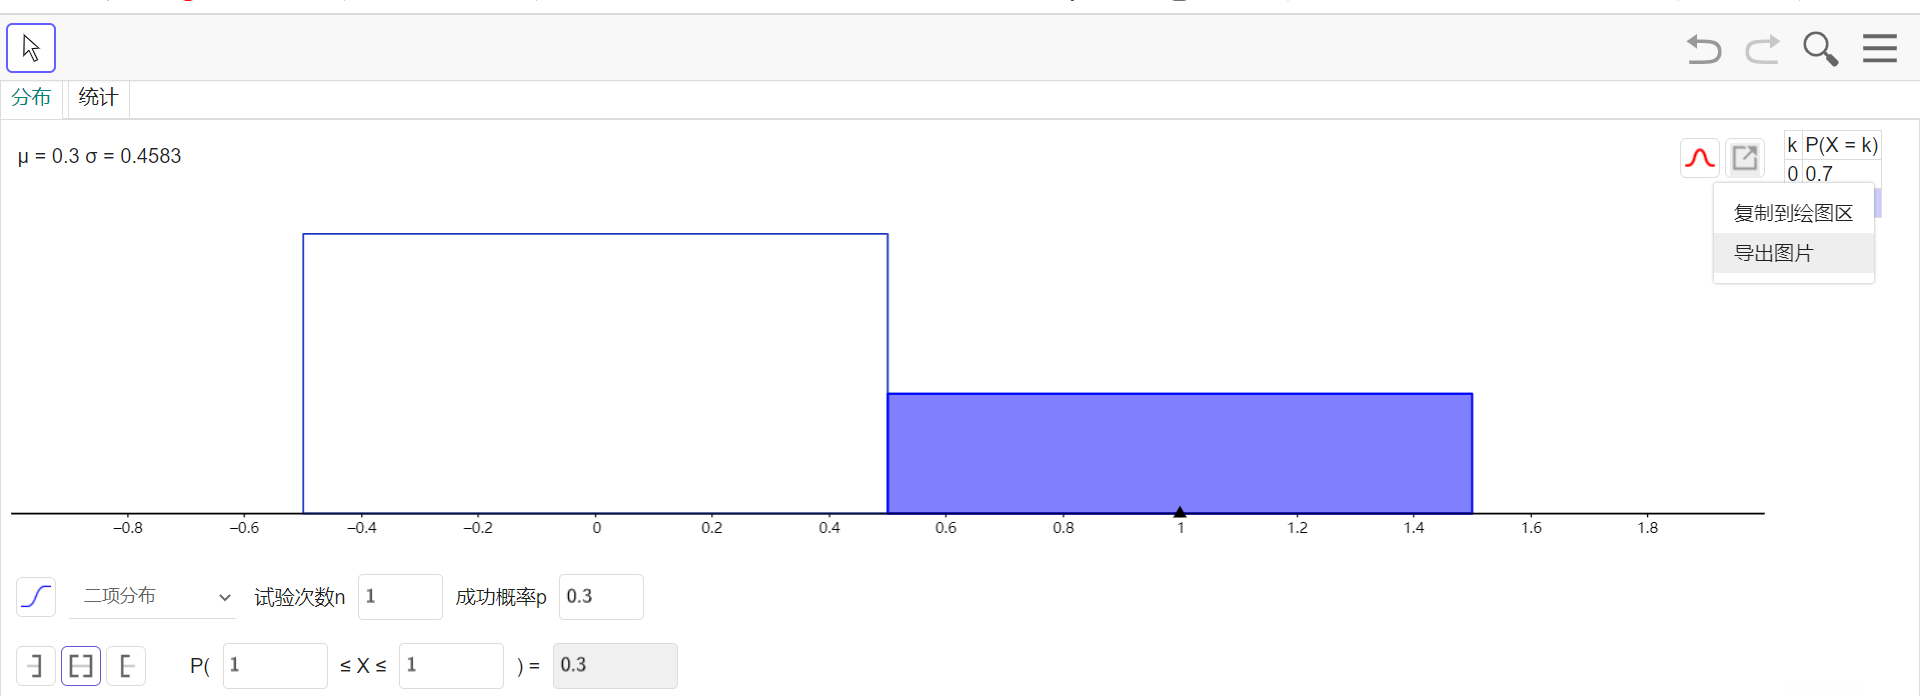 分布 统计
μ = 0.3 σ = 0.4583
k P(X = k)
0 0.7
复制到绘图区
导出图片
−0.8 −0.6 −0.4 −0.2 0 0.2 0.4 0.6 0.8 1 1.2 1.4 1.6 1.8
二项分布 试验次数n 1 成功概率p 0.3
P( 1 ≤ X ≤ 1 ) = 0.3